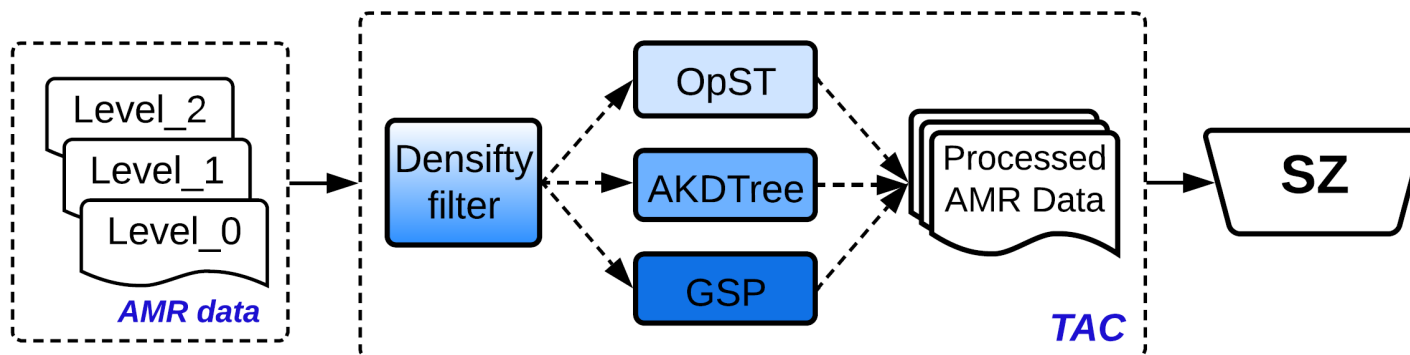 Level_2
Level_1
Level_0
AMR data
Densifty
filter
OpST
AKDTree
GSP
Processed
AMR Data
TAC
SZ